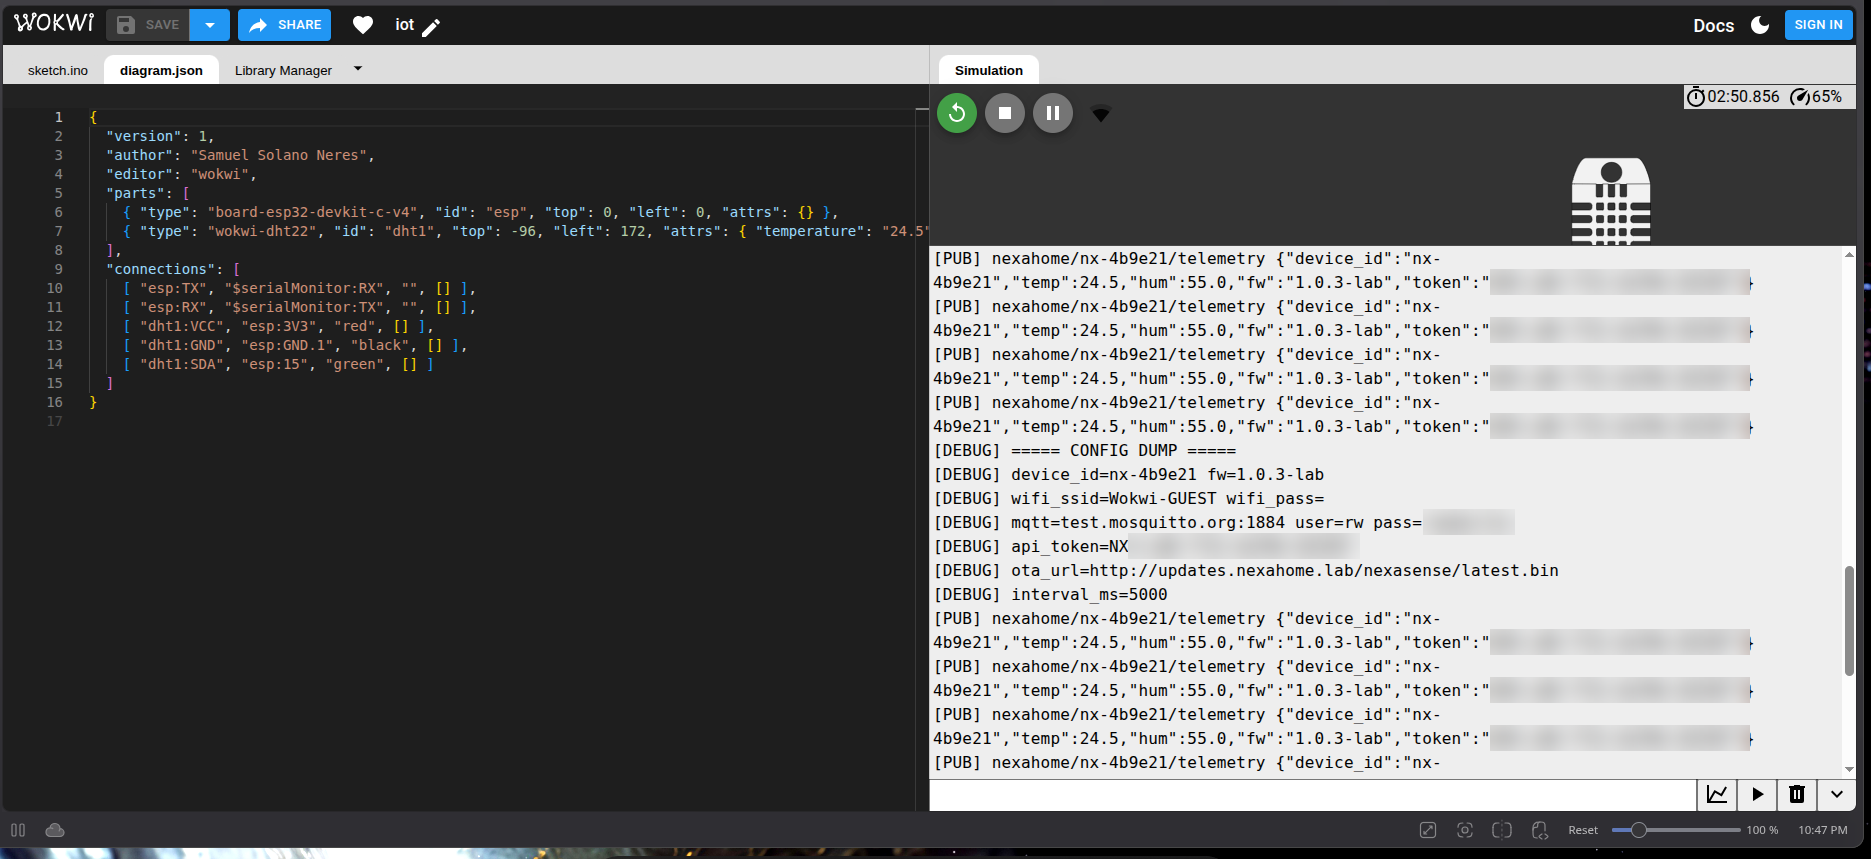 WOKWi
SAVE
SHARE
iot
Docs
SIGN IN
sketch.ino
diagram.json
Library Manager
Simulation
02:50.856
65%
1 {
2 "version": 1,
3 "author": "Samuel Solano Neres",
4 "editor": "wokwi",
5 "parts": [
6 { "type": "board-esp32-devkit-c-v4", "id": "esp", "top": 0, "left": 0, "attrs": {} },
7 { "type": "wokwi-dht22", "id": "dht1", "top": -96, "left": 172, "attrs": { "temperature": "24.5"
8 ],
9 "connections": [
10 [ "esp:TX", "$serialMonitor:RX", "", [] ],
11 [ "esp:RX", "$serialMonitor:TX", "", [] ],
12 [ "dht1:VCC", "esp:3V3", "red", [] ],
13 [ "dht1:GND", "esp:GND.1", "black", [] ],
14 [ "dht1:SDA", "esp:15", "green", [] ]
15 ]
16 }
17
[PUB] nexahome/nx-4b9e21/telemetry {"device_id":"nx-
4b9e21","temp":24.5,"hum":55.0,"fw":"1.0.3-lab","token":"
[PUB] nexahome/nx-4b9e21/telemetry {"device_id":"nx-
4b9e21","temp":24.5,"hum":55.0,"fw":"1.0.3-lab","token":"
[PUB] nexahome/nx-4b9e21/telemetry {"device_id":"nx-
4b9e21","temp":24.5,"hum":55.0,"fw":"1.0.3-lab","token":"
[PUB] nexahome/nx-4b9e21/telemetry {"device_id":"nx-
4b9e21","temp":24.5,"hum":55.0,"fw":"1.0.3-lab","token":"
[DEBUG] ===== CONFIG DUMP =====
[DEBUG] device_id=nx-4b9e21 fw=1.0.3-lab
[DEBUG] wifi_ssid=Wokwi-GUEST wifi_pass=
[DEBUG] mqtt=test.mosquitto.org:1884 user=rw pass=
[DEBUG] api_token=NX
[DEBUG] ota_url=http://updates.nexahome.lab/nexasense/latest.bin
[DEBUG] interval_ms=5000
[PUB] nexahome/nx-4b9e21/telemetry {"device_id":"nx-
4b9e21","temp":24.5,"hum":55.0,"fw":"1.0.3-lab","token":"
[PUB] nexahome/nx-4b9e21/telemetry {"device_id":"nx-
4b9e21","temp":24.5,"hum":55.0,"fw":"1.0.3-lab","token":"
[PUB] nexahome/nx-4b9e21/telemetry {"device_id":"nx-
4b9e21","temp":24.5,"hum":55.0,"fw":"1.0.3-lab","token":"
[PUB] nexahome/nx-4b9e21/telemetry {"device_id":"nx-
Reset
100 %
10:47 PM